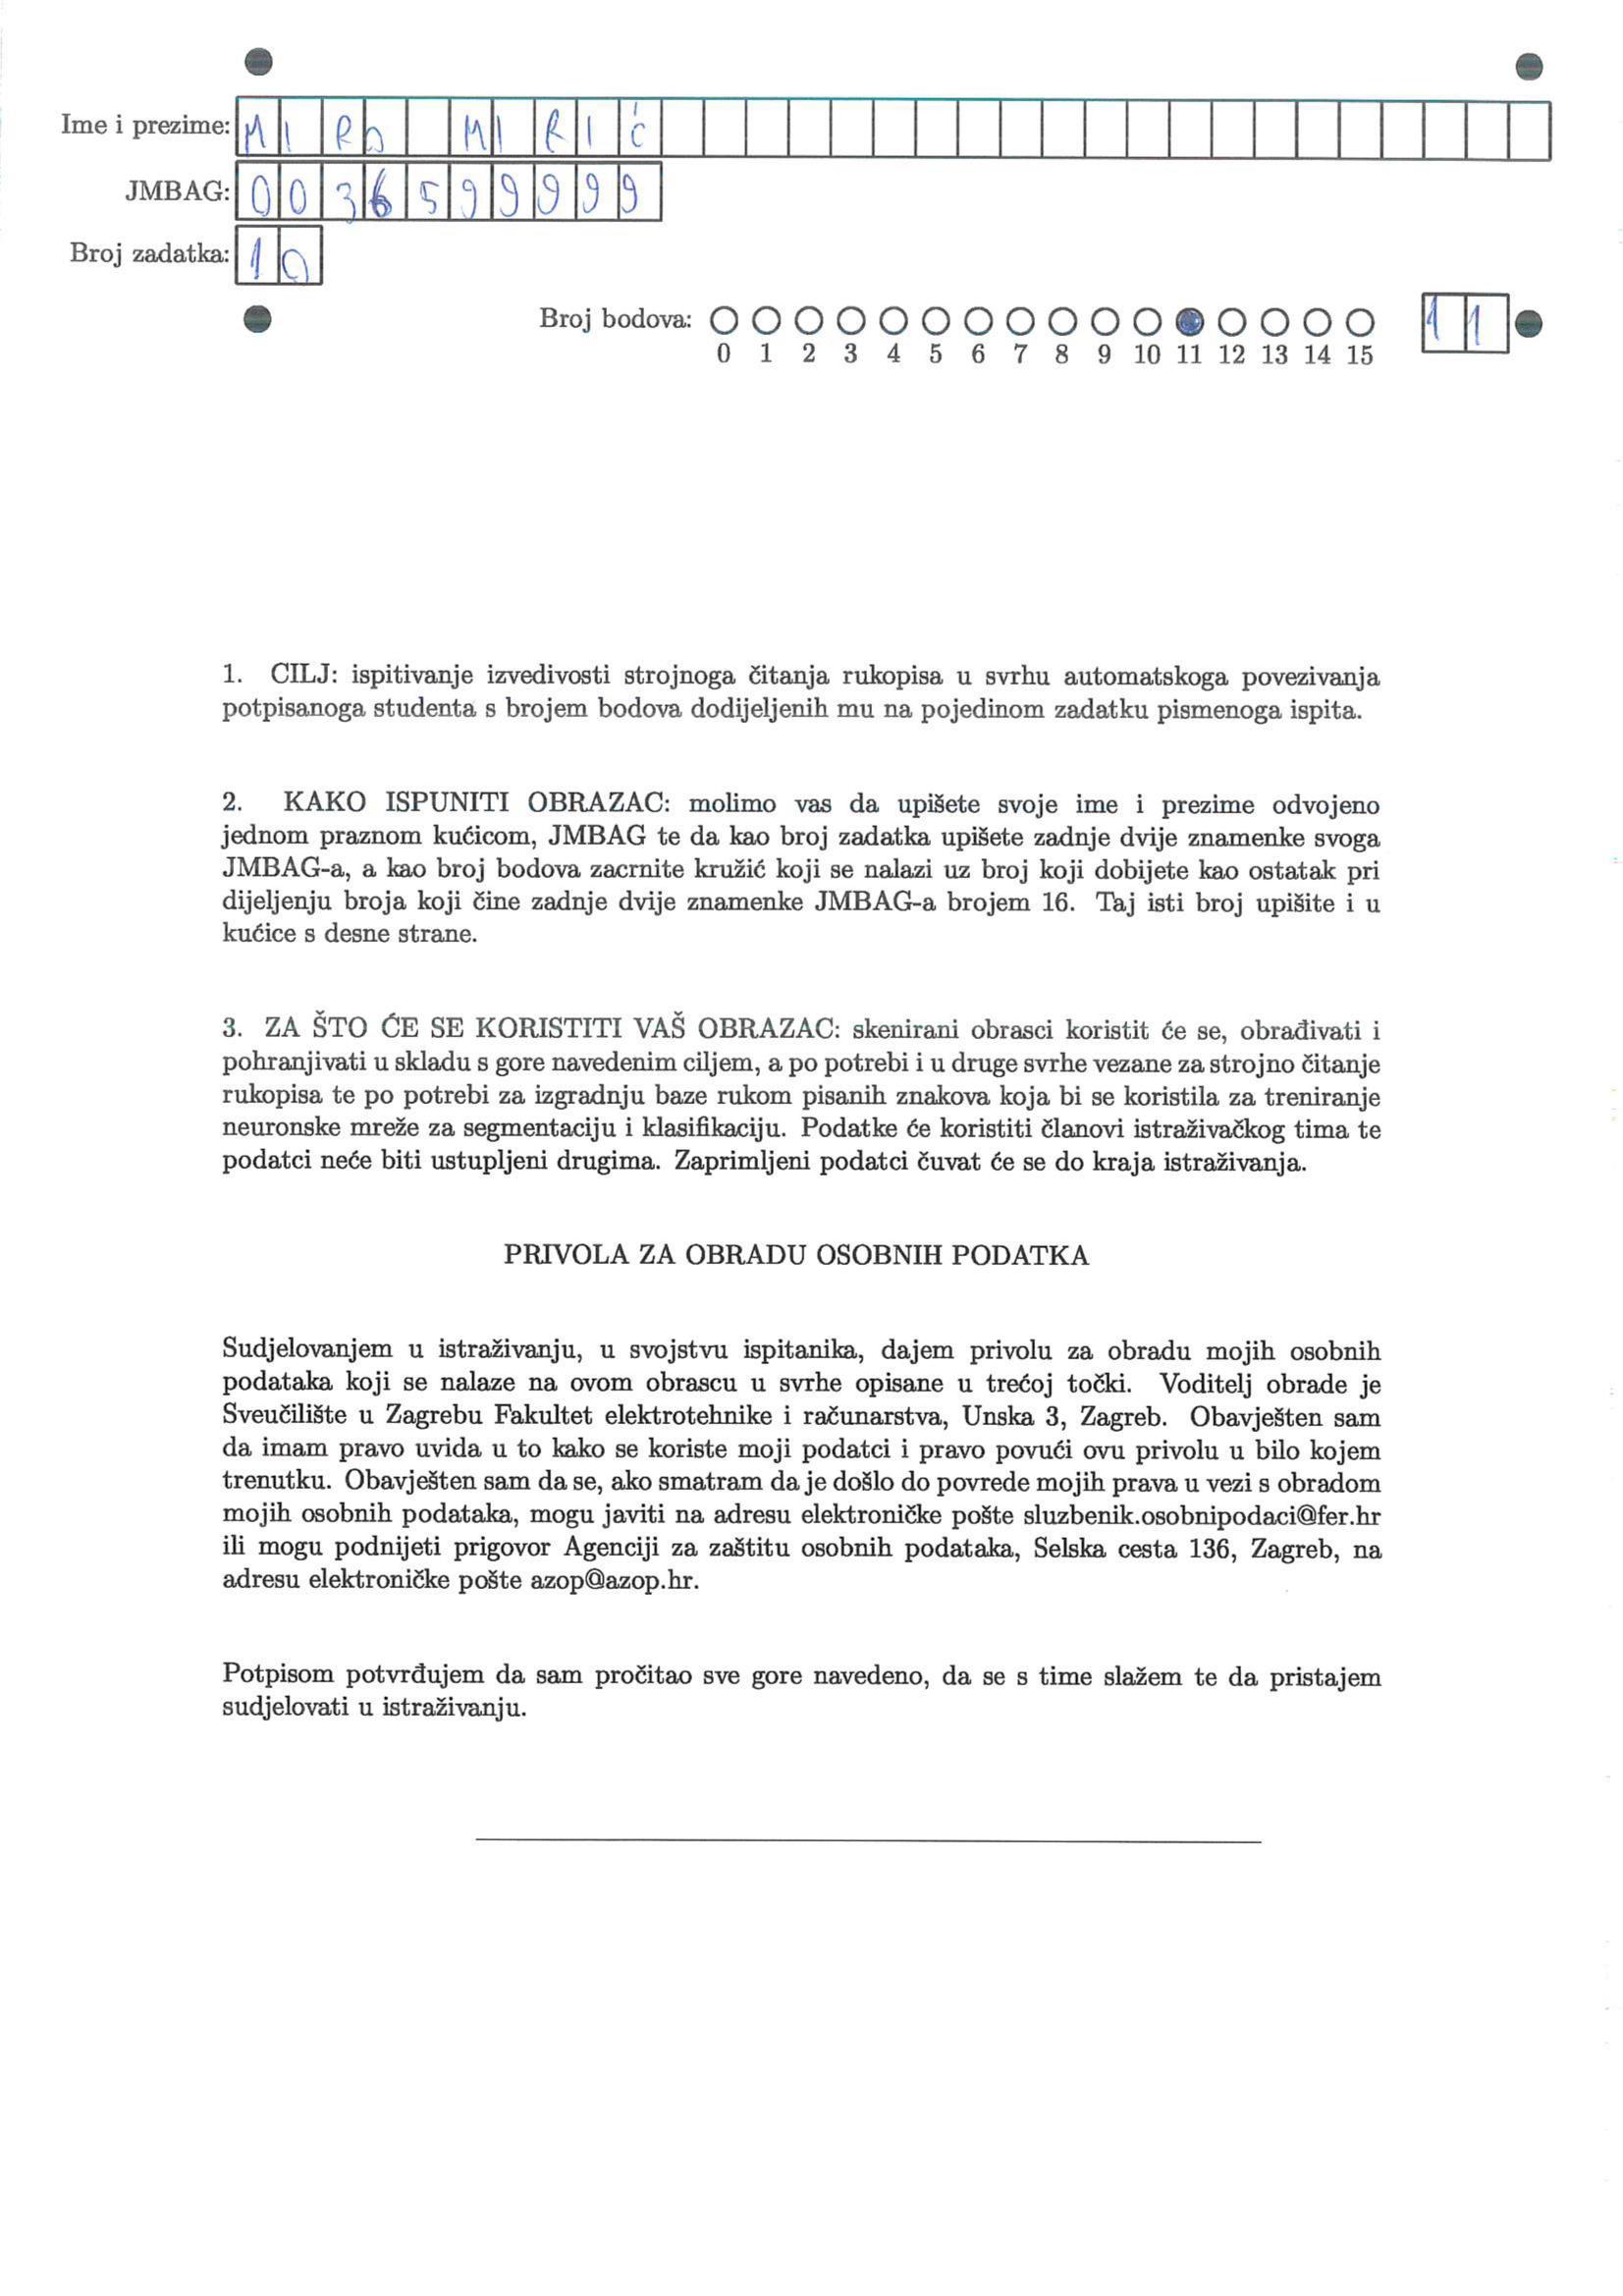 Ime i prezime: MIRO MIRIĆ
JMBAG: 0036599999
Broj zadatka: 10
Broj bodova: 11
0 1 2 3 4 5 6 7 8 9 10 11 12 13 14 15
1. CILJ: ispitivanje izvedivosti strojnoga čitanja rukopisa u svrhu automatskoga povezivanja
potpisanoga studenta s brojem bodova dodijeljenih mu na pojedinom zadatku pismenoga ispita.
2. KAKO ISPUNITI OBRAZAC: molimo vas da upišete svoje ime i prezime odvojeno
jednom praznom kućicom, JMBAG te da kao broj zadatka upišete zadnje dvije znamenke svoga
JMBAG-a, a kao broj bodova zacrnite kružić koji se nalazi uz broj koji dobijete kao ostatak pri
dijeljenju broja koji čine zadnje dvije znamenke JMBAG-a brojem 16. Taj isti broj upišite i u
kućice s desne strane.
3. ZA ŠTO ĆE SE KORISTITI VAŠ OBRAZAC: skenirani obrasci koristit će se, obrađivati i
pohranjivati u skladu s gore navedenim ciljem, a po potrebi i u druge svrhe vezane za strojno čitanje
rukopisa te po potrebi za izgradnju baze rukom pisanih znakova koja bi se koristila za treniranje
neuronske mreže za segmentaciju i klasifikaciju. Podatke će koristiti članovi istraživačkog tima te
podatci neće biti ustupljeni drugima. Zaprimljeni podatci čuvat će se do kraja istraživanja.
PRIVOLA ZA OBRADU OSOBNIH PODATKA
Sudjelovanjem u istraživanju, u svojstvu ispitanika, dajem privolu za obradu mojih osobnih
podataka koji se nalaze na ovom obrascu u svrhe opisane u trećoj točki. Voditelj obrade je
Sveučilište u Zagrebu Fakultet elektrotehnike i računarstva, Unska 3, Zagreb. Obavješten sam
da imam pravo uvida u to kako se koriste moji podatci i pravo povući ovu privolu u bilo kojem
trenutku. Obavješten sam da se, ako smatram da je došlo do povrede mojih prava u vezi s obradom
mojih osobnih podataka, mogu javiti na adresu elektroničke pošte sluzbenik.osobnipodaci@fer.hr
ili mogu podnijeti prigovor Agenciji za zaštitu osobnih podataka, Selska cesta 136, Zagreb, na
adresu elektroničke pošte azop@azop.hr.
Potpisom potvrđujem da sam pročitao sve gore navedeno, da se s time slažem te da pristajem
sudjelovati u istraživanju.